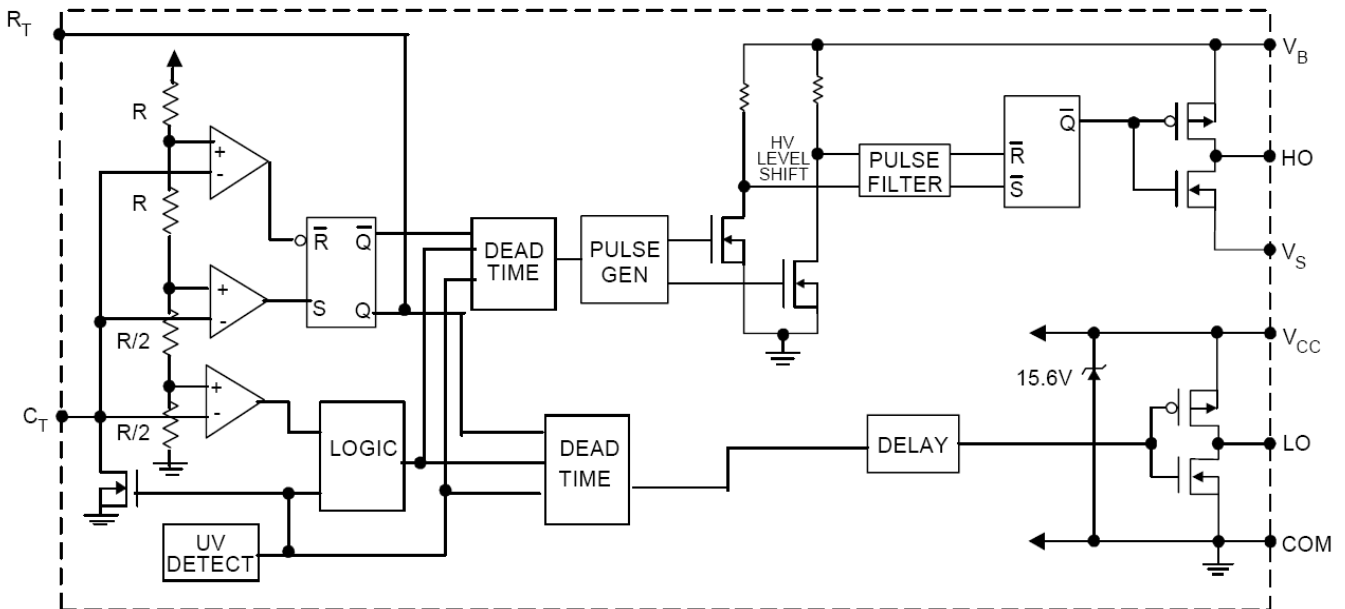 R_T
V_B
R
+
-
HV
LEVEL
SHIFT
PULSE
FILTER
R̅
S̅
Q̅
HO
R
R̅
Q̅
S
Q
DEAD
TIME
PULSE
GEN
V_S
+
-
R/2
V_CC
15.6V
+
-
C_T
R/2
LOGIC
DEAD
TIME
DELAY
LO
UV
DETECT
COM